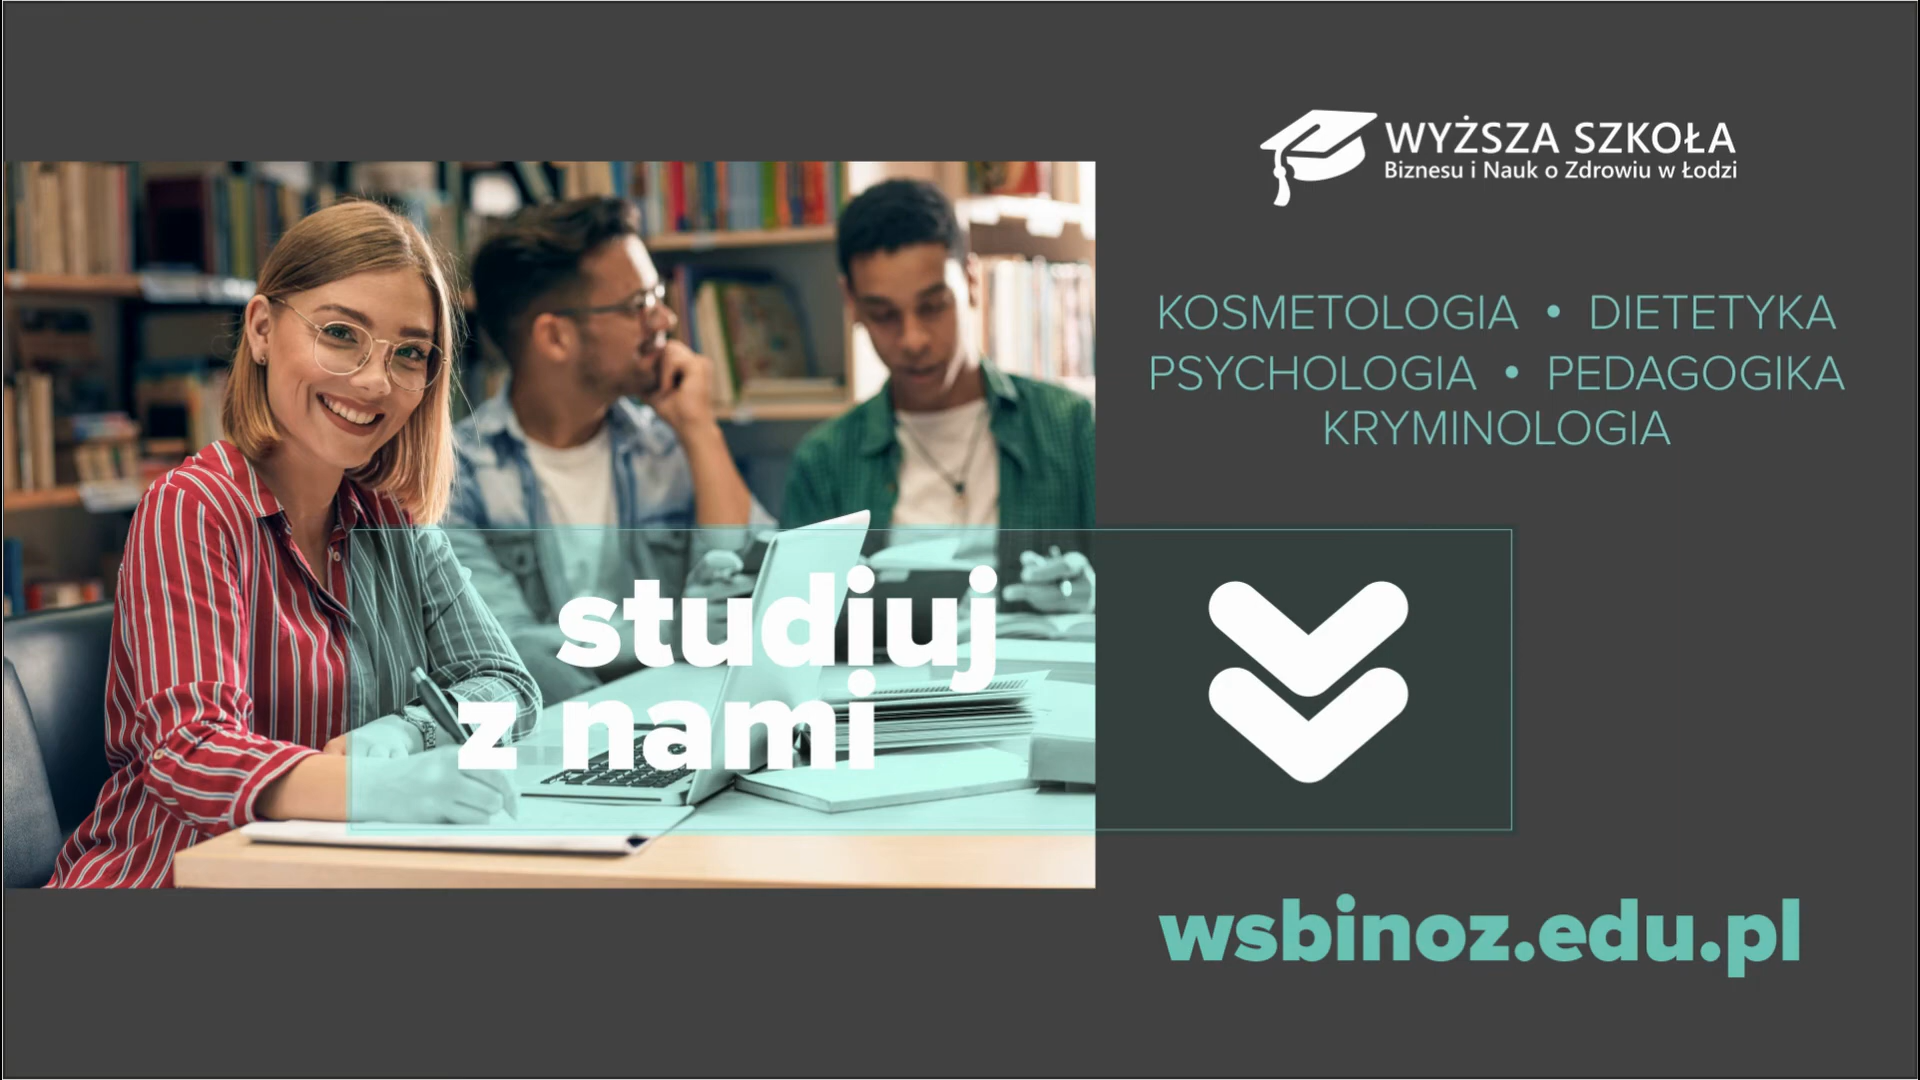 WYŻSZA SZKOŁA
Biznesu i Nauk o Zdrowiu w Łodzi
KOSMETOLOGIA • DIETETYKA
PSYCHOLOGIA • PEDAGOGIKA
KRYMINOLOGIA
studiuj
z nami
wsbinoz.edu.pl